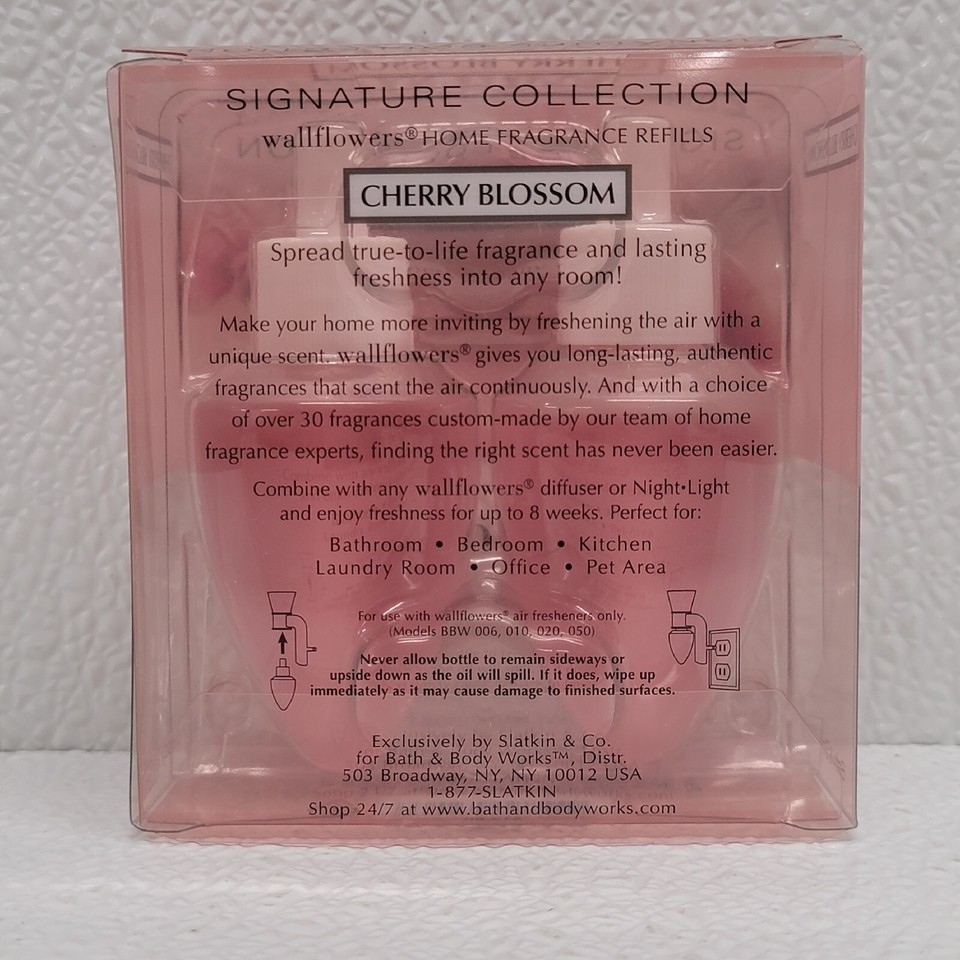 SIGNATURE COLLECTION
wallflowers® HOME FRAGRANCE REFILLS
CHERRY BLOSSOM
Spread true-to-life fragrance and lasting
freshness into any room!
Make your home more inviting by freshening the air with a
unique scent. wallflowers® gives you long-lasting, authentic
fragrances that scent the air continuously. And with a choice
of over 30 fragrances custom-made by our team of home
fragrance experts, finding the right scent has never been easier.
Combine with any wallflowers® diffuser or Night•Light
and enjoy freshness for up to 8 weeks. Perfect for:
Bathroom • Bedroom • Kitchen
Laundry Room • Office • Pet Area
For use with wallflowers® air fresheners only.
(Models BBW 006, 010, 020, 050)
Never allow bottle to remain sideways or
upside down as the oil will spill. If it does, wipe up
immediately as it may cause damage to finished surfaces.
Exclusively by Slatkin & Co.
for Bath & Body Works™, Distr.
503 Broadway, NY, NY 10012 USA
1-877-SLATKIN
Shop 24/7 at www.bathandbodyworks.com